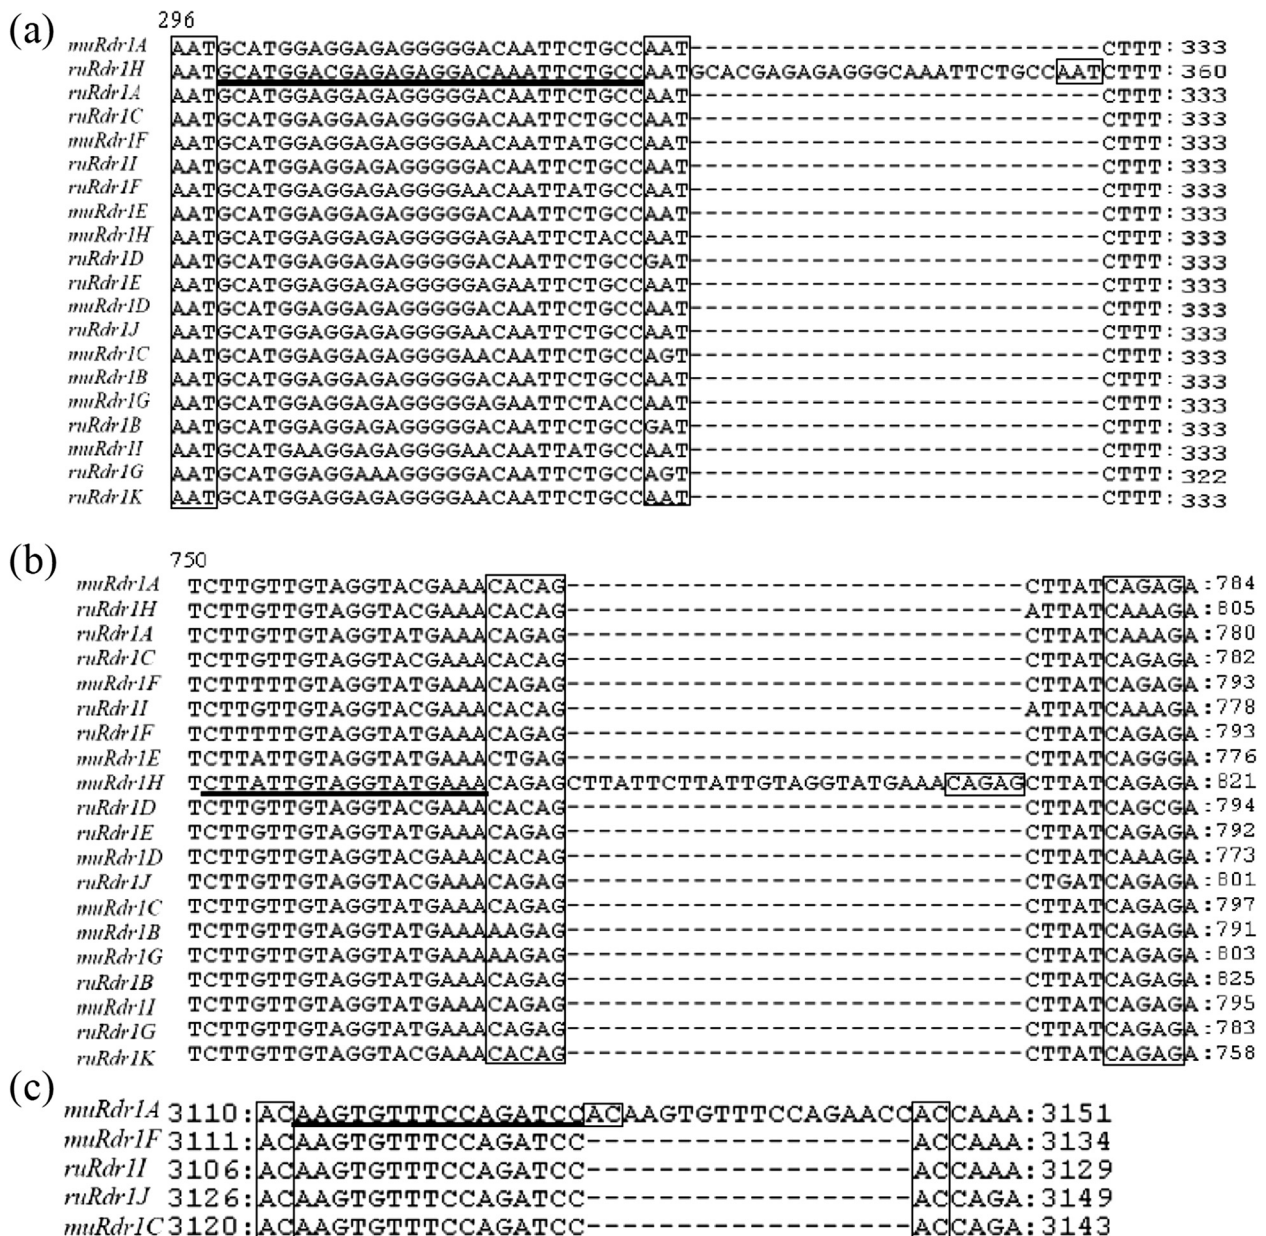 (a)
296
muRdr1A AATGCATGGAGGAGAGGGGGACAATTCTGCCAAT---------------------------CTTT: 333
ruRdr1H AATGCATGGACGAGAGAGGACAAATTCTGCCAATGCACGAGAGAGGGCAAATTCTGCCAATCTTT: 360
ruRdr1A AATGCATGGAGGAGAGGGGGACAATTCTGCCAAT---------------------------CTTT: 333
ruRdr1C AATGCATGGAGGAGAGGGGGACAATTCTGCCAAT---------------------------CTTT: 333
muRdr1F AATGCATGGAGGAGAGGGGAACAATTATGCCAAT---------------------------CTTT: 333
ruRdr1I AATGCATGGAGGAGAGGGGGACAATTCTGCCAAT---------------------------CTTT: 333
ruRdr1F AATGCATGGAGGAGAGGGGAACAATTATGCCAAT---------------------------CTTT: 333
muRdr1E AATGCATGGAGGAGAGGGGGACAATTCTGCCAAT---------------------------CTTT: 333
muRdr1H AATGCATGGAGGAGAGGGGGAGAATTCTACCAAT---------------------------CTTT: 333
ruRdr1D AATGCATGGAGGAGAGGGGGACAATTCTGCCGAT---------------------------CTTT: 333
ruRdr1E AATGCATGGAGGAGAGGGGGACAATTCTGCCAAT---------------------------CTTT: 333
muRdr1D AATGCATGGAGGAGAGGGGGACAATTCTGCCAAT---------------------------CTTT: 333
ruRdr1J AATGCATGGAGGAGAGGGGAACAATTCTGCCAAT---------------------------CTTT: 333
muRdr1C AATGCATGGAGGAGAGGGGAACAATTCTGCCAGT---------------------------CTTT: 333
muRdr1B AATGCATGGAGGAGAGGGGGACAATTCTGCCAAT---------------------------CTTT: 333
muRdr1G AATGCATGGAGGAGAGGGGGAGAATTCTACCAAT---------------------------CTTT: 333
ruRdr1B AATGCATGGAGGAGAGGGGGACAATTCTGCCGAT---------------------------CTTT: 333
muRdr1I AATGCATGAAGGAGAGGGGAACAATTATGCCAAT---------------------------CTTT: 333
ruRdr1G AATGCATGGAGGAAAGGGGGACAATTCTGCCAGT---------------------------CTTT: 322
ruRdr1K AATGCATGGAGGAGAGGGGAACAATTCTGCCAAT---------------------------CTTT: 333
(b)
750
muRdr1A TCTTGTTGTAGGTACGAAACACAG-----------------------------CTTATCAGAGA:784
ruRdr1H TCTTGTTGTAGGTACGAAACACAG-----------------------------ATTATCAAAGA:805
ruRdr1A TCTTGTTGTAGGTATGAAACAGAG-----------------------------CTTATCAAAGA:780
ruRdr1C TCTTGTTGTAGGTACGAAACACAG-----------------------------CTTATCAGAGA:782
muRdr1F TCTTTTTGTAGGTATGAAACAGAG-----------------------------CTTATCAGAGA:793
ruRdr1I TCTTGTTGTAGGTACGAAACACAG-----------------------------ATTATCAAAGA:778
ruRdr1F TCTTTTTGTAGGTACGAAACAGAG-----------------------------CTTATCAGAGA:793
muRdr1E TCTTATTGTAGGTATGAAACTGAG-----------------------------CTTATCAGGGA:776
muRdr1H TCTTATTGTAGGTATGAAACAGAGCTTATTCTTATTGTAGGTATGAAACAGAGCTTATCAGAGA:821
ruRdr1D TCTTGTTGTAGGTACGAAACACAG-----------------------------CTTATCAGCGA:794
ruRdr1E TCTTGTTGTAGGTATGAAACAGAG-----------------------------CTTATCAGAGA:792
muRdr1D TCTTGTTGTAGGTACGAAACACAG-----------------------------CTTATCAAAGA:773
ruRdr1J TCTTGTTGTAGGTACGAAACAGAG-----------------------------CTGATCAGAGA:801
muRdr1C TCTTGTTGTAGGTATGAAACAGAG-----------------------------CTTATCAGAGA:797
muRdr1B TCTTGTTGTAGGTATGAAAAAGAG-----------------------------CTTATCAGAGA:791
muRdr1G TCTTGTTGTAGGTATGAAAAAGAG-----------------------------CTTATCAGAGA:803
ruRdr1B TCTTGTTGTAGGTATGAAACAGAG-----------------------------CTTATCAGAGA:825
muRdr1I TCTTGTTGTAGGTATGAAACAGAG-----------------------------CTTATCAGAGA:795
ruRdr1G TCTTGTTGTAGGTATGAAACAGAG-----------------------------CTTATCAGAGA:783
ruRdr1K TCTTGTTGTAGGTACGAAACACAG-----------------------------CTTATCAGAGA:758
(c)
muRdr1A 3110:ACAAGTGTTTCCAGATCCACAAGTGTTTCCAGAACCACCAAA:3151
muRdr1F 3111:ACAAGTGTTTCCAGATCC------------------ACCAAA:3134
ruRdr1I 3106:ACAAGTGTTTCCAGATCC------------------ACCAAA:3129
ruRdr1J 3126:ACAAGTGTTTCCAGATCC------------------ACCAGA:3149
muRdr1C 3120:ACAAGTGTTTCCAGATCC------------------ACCAGA:3143